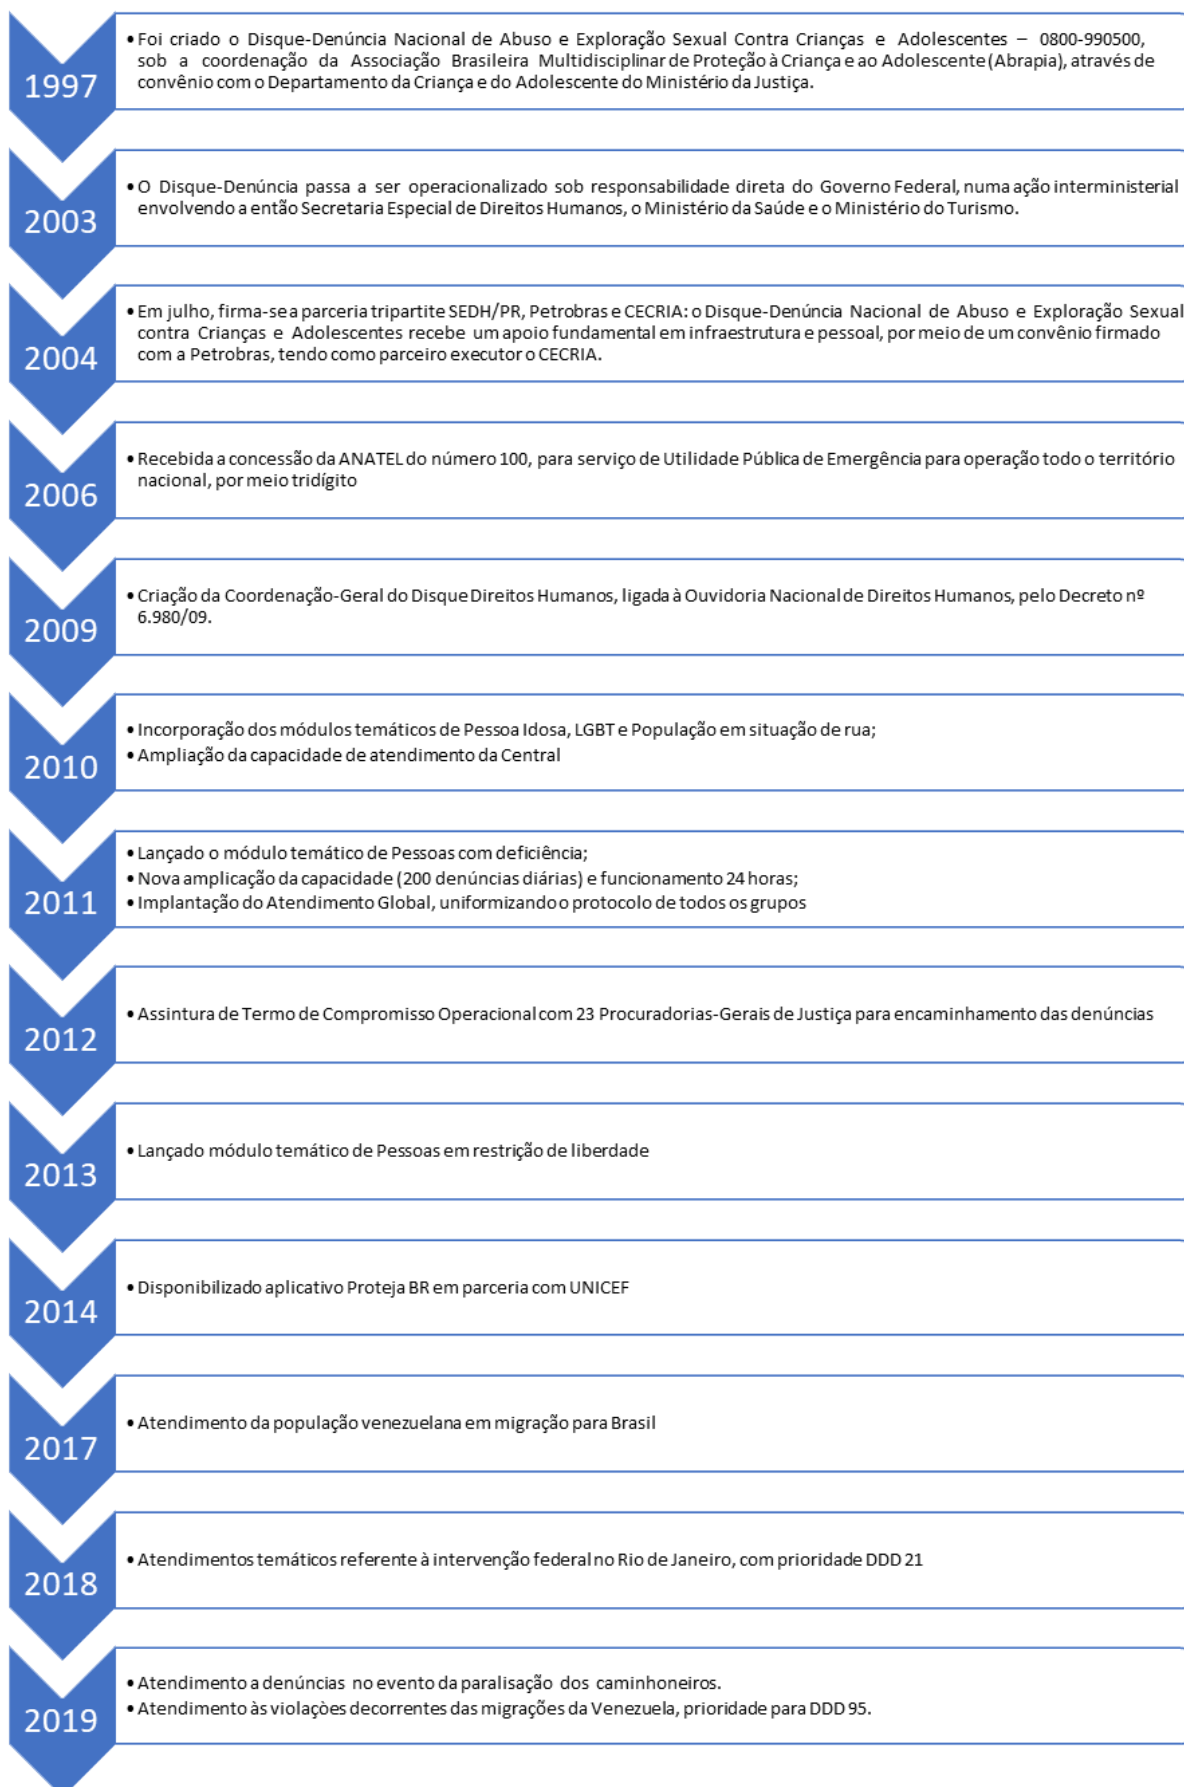 1997
• Foi criado o Disque-Denúncia Nacional de Abuso e Exploração Sexual Contra Crianças e Adolescentes – 0800-990500,
sob a coordenação da Associação Brasileira Multidisciplinar de Proteção à Criança e ao Adolescente (Abrapia), através de
convênio com o Departamento da Criança e do Adolescente do Ministério da Justiça.
2003
• O Disque-Denúncia passa a ser operacionalizado sob responsabilidade direta do Governo Federal, numa ação interministerial
envolvendo a então Secretaria Especial de Direitos Humanos, o Ministério da Saúde e o Ministério do Turismo.
2004
• Em julho, firma-se a parceria tripartite SEDH/PR, Petrobras e CECRIA: o Disque-Denúncia Nacional de Abuso e Exploração Sexual
contra Crianças e Adolescentes recebe um apoio fundamental em infraestrutura e pessoal, por meio de um convênio firmado
com a Petrobras, tendo como parceiro executor o CECRIA.
2006
• Recebida a concessão da ANATEL do número 100, para serviço de Utilidade Pública de Emergência para operação todo o território
nacional, por meio tridígito
2009
• Criação da Coordenação-Geral do Disque Direitos Humanos, ligada à Ouvidoria Nacional de Direitos Humanos, pelo Decreto nº
6.980/09.
2010
• Incorporação dos módulos temáticos de Pessoa Idosa, LGBT e População em situação de rua;
• Ampliação da capacidade de atendimento da Central
2011
• Lançado o módulo temático de Pessoas com deficiência;
• Nova amplicação da capacidade (200 denúncias diárias) e funcionamento 24 horas;
• Implantação do Atendimento Global, uniformizando o protocolo de todos os grupos
2012
• Assintura de Termo de Compromisso Operacional com 23 Procuradorias-Gerais de Justiça para encaminhamento das denúncias
2013
• Lançado módulo temático de Pessoas em restrição de liberdade
2014
• Disponibilizado aplicativo Proteja BR em parceria com UNICEF
2017
• Atendimento da população venezuelana em migração para Brasil
2018
• Atendimentos temáticos referente à intervenção federal no Rio de Janeiro, com prioridade DDD 21
2019
• Atendimento a denúncias no evento da paralisação dos caminhoneiros.
• Atendimento às violações decorrentes das migrações da Venezuela, prioridade para DDD 95.